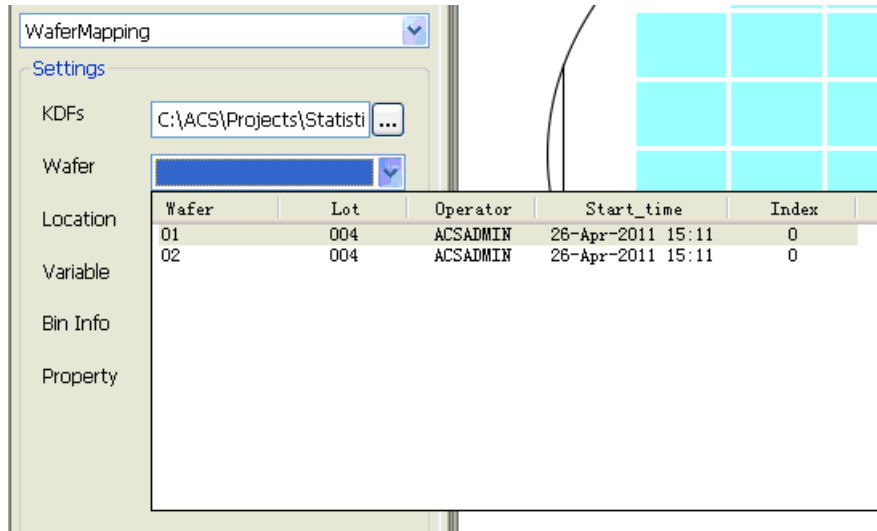 WaferMapping
Settings
KDFs C:\ACS\Projects\Statisti ...
Wafer
Wafer Lot Operator Start_time Index
01 004 ACSADMIN 26-Apr-2011 15:11 0
02 004 ACSADMIN 26-Apr-2011 15:11 0
Location
Variable
Bin Info
Property